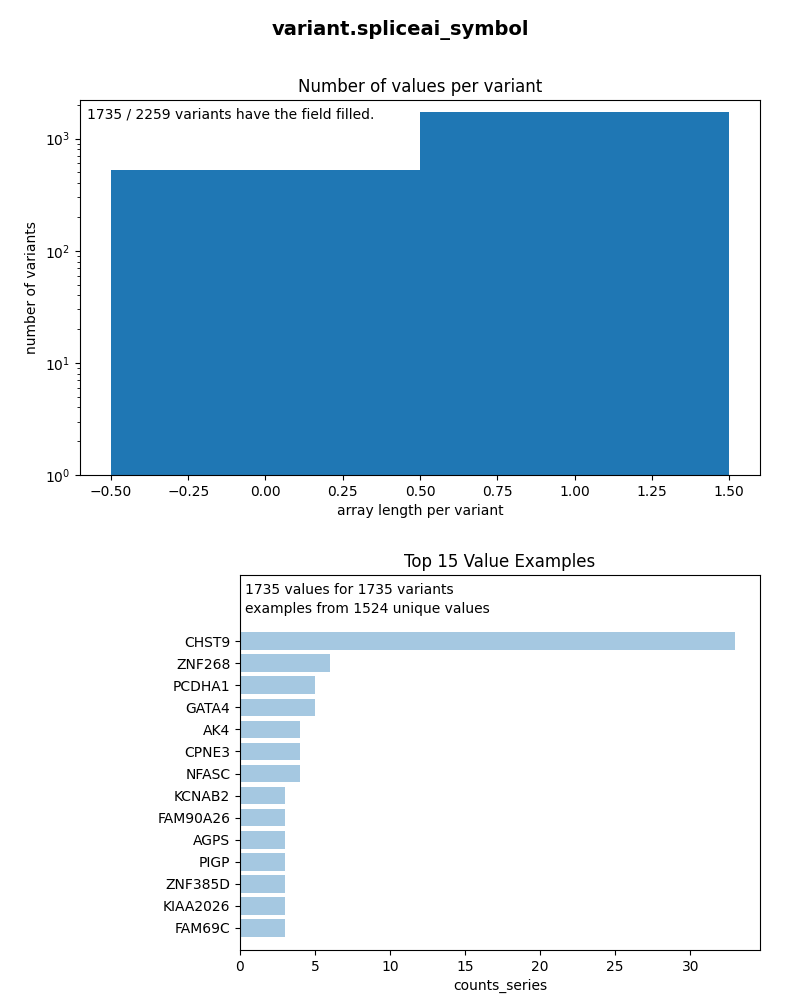 variant.spliceai_symbol
Number of values per variant
1735 / 2259 variants have the field filled.
10³
10²
10¹
10⁰
number of variants
−0.50 −0.25 0.00 0.25 0.50 0.75 1.00 1.25 1.50
array length per variant
Top 15 Value Examples
1735 values for 1735 variants
examples from 1524 unique values
CHST9
ZNF268
PCDHA1
GATA4
AK4
CPNE3
NFASC
KCNAB2
FAM90A26
AGPS
PIGP
ZNF385D
KIAA2026
FAM69C
0 5 10 15 20 25 30
counts_series